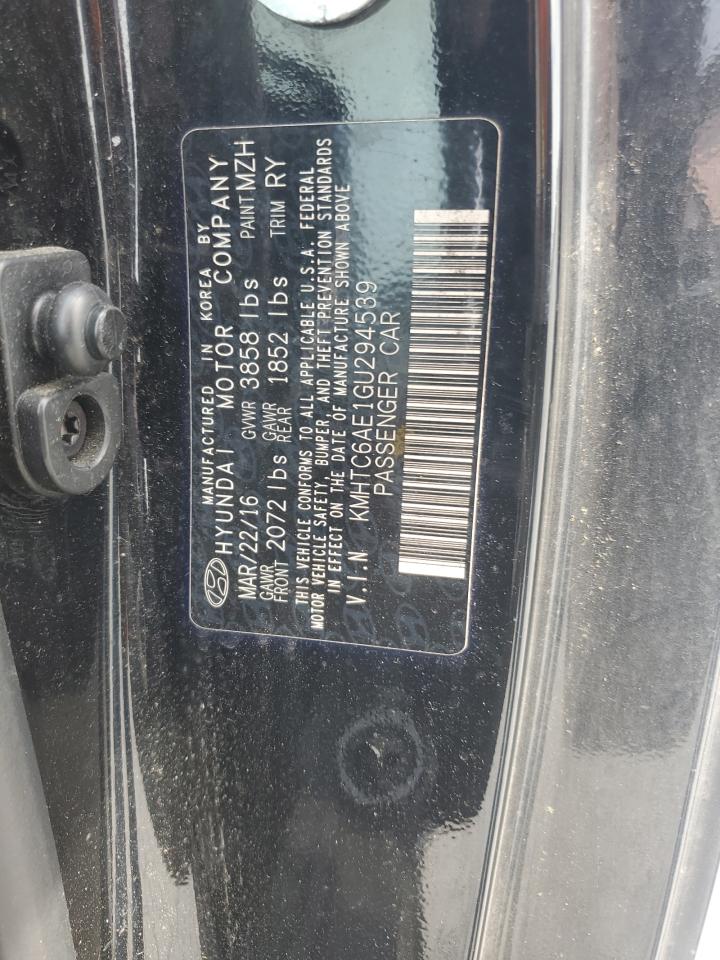 MANUFACTURED IN KOREA BY
HYUNDAI MOTOR COMPANY
MAR/22/16 GVWR 3858 lbs PAINT MZH
GAWR FRONT 2072 lbs GAWR REAR 1852 lbs TRIM RY
THIS VEHICLE CONFORMS TO ALL APPLICABLE U.S.A. FEDERAL
MOTOR VEHICLE SAFETY, BUMPER, AND THEFT PREVENTION STANDARDS
IN EFFECT ON THE DATE OF MANUFACTURE SHOWN ABOVE
V.I.N KMHTC6AE1GU294539
PASSENGER CAR